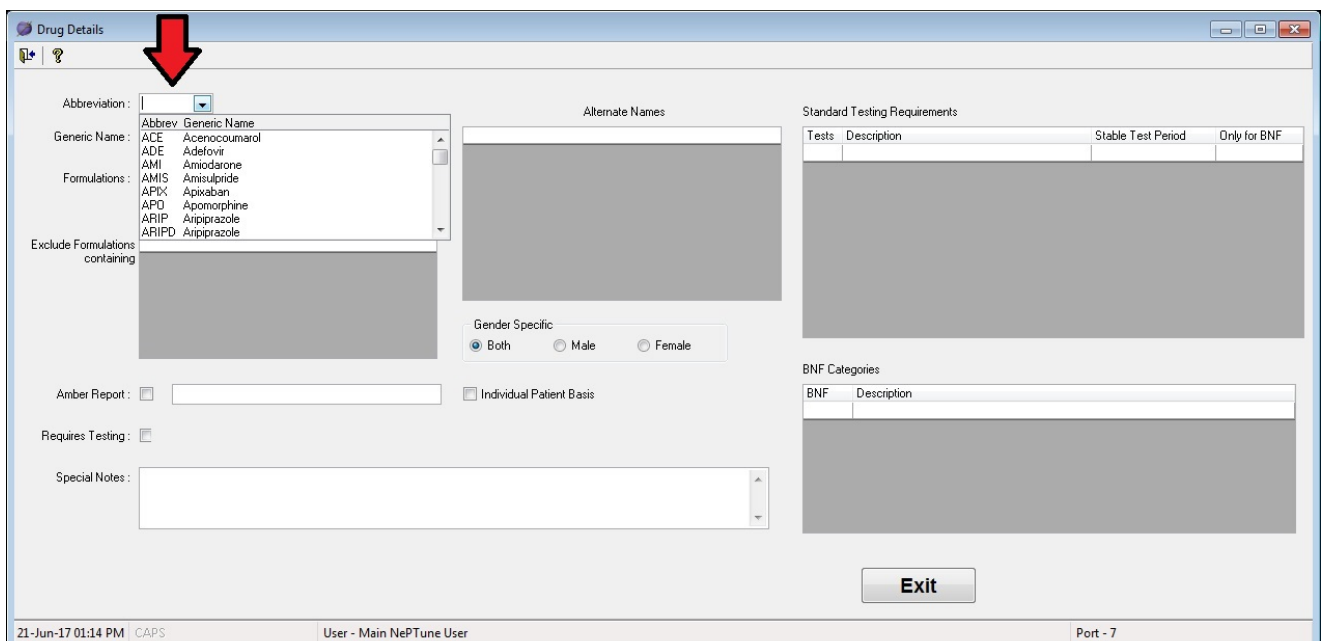 Drug Details
Abbreviation :
Abbrev Generic Name
ACE Acenocoumarol
ADE Adefovir
AMI Amiodarone
AMIS Amisulpride
APIX Apixaban
APO Apomorphine
ARIP Aripiprazole
ARIPD Aripiprazole
Generic Name :
Formulations :
Exclude Formulations
containing
Alternate Names
Gender Specific
Both Male Female
Standard Testing Requirements
Tests Description Stable Test Period Only for BNF
Amber Report :
Individual Patient Basis
Requires Testing :
Special Notes :
BNF Categories
BNF Description
Exit
21-Jun-17 01:14 PM CAPS User - Main NePTune User Port - 7